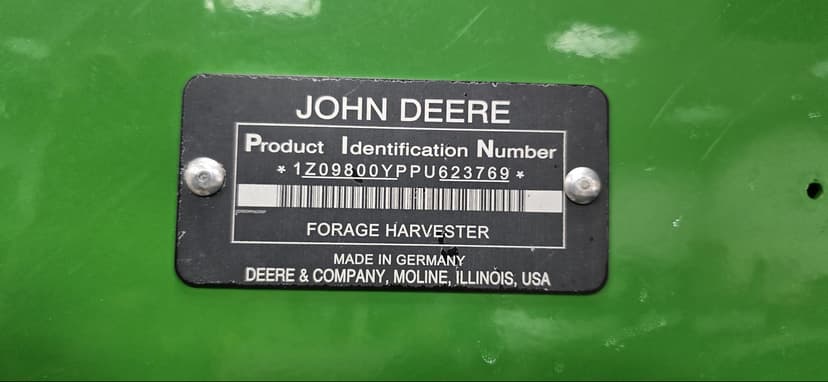 JOHN DEERE
Product Identification Number
*1Z09800YPPU623769*
FORAGE HARVESTER
MADE IN GERMANY
DEERE & COMPANY, MOLINE, ILLINOIS, USA